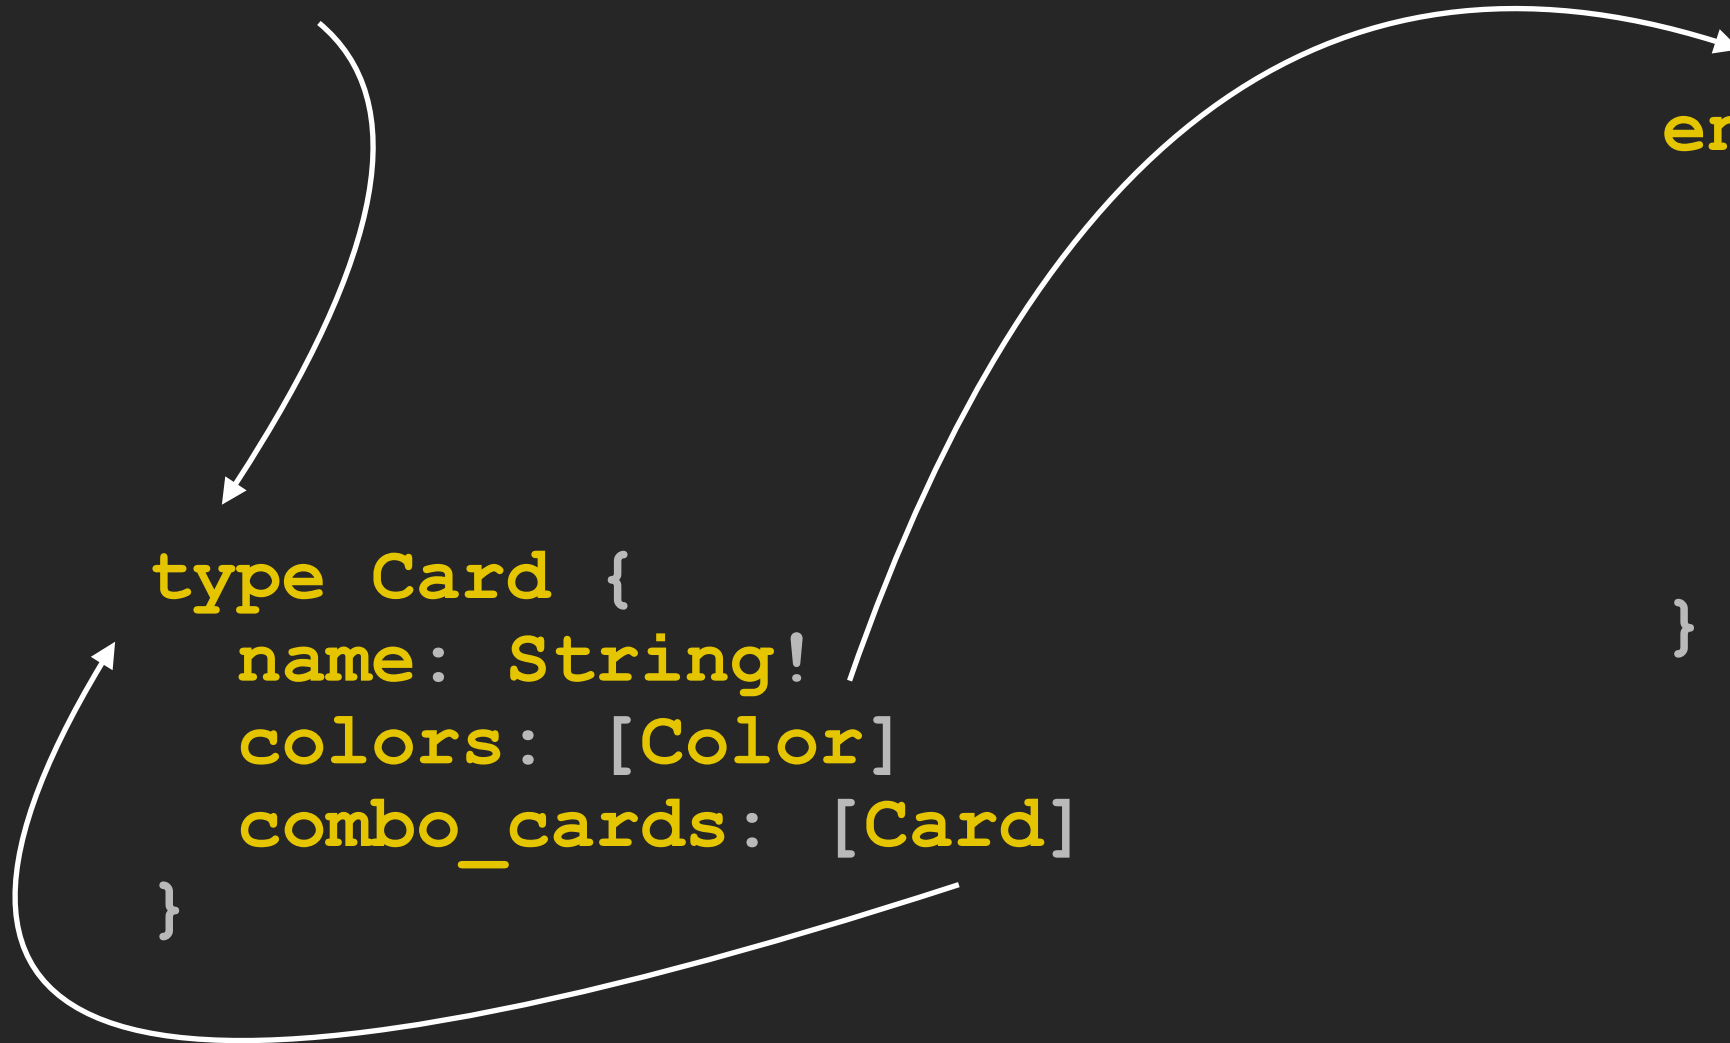 type Card {
name: String!
colors: [Color]
combo_cards: [Card]
}
}